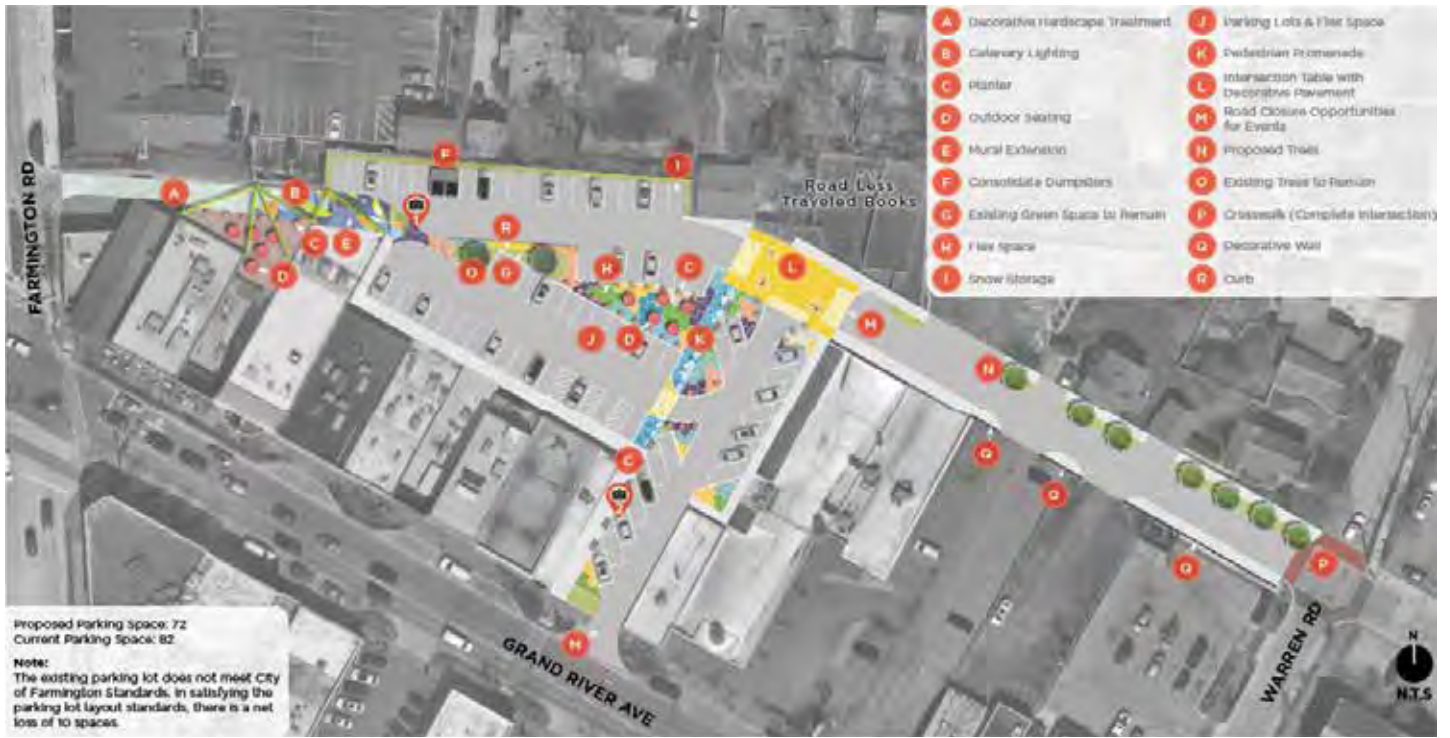 A Decorative Hardscape Treatment
B Catenary Lighting
C Planter
D Outdoor Seating
E Mural Extension
F Consolidate Dumpsters
G Existing Green Space to Remain
H Flex Space
I Snow Storage
J Parking Lots & Flex Space
K Pedestrian Promenade
L Intersection Table with
Decorative Pavement
M Road Closure Opportunities
for Events
N Proposed Trees
O Existing Trees to Remain
P Crosswalk (Complete Intersection)
Q Decorative Wall
R Curb
FARMINGTON RD
A
B
C
E
D
F
I
R
O
G
H
C
J
D
K
L
Road Less
Traveled Books
M
N
C
Q
Q
Q
P
M
GRAND RIVER AVE
WARREN RD
N
N.T.S
Proposed Parking Space: 72
Current Parking Space: 82
Note:
The existing parking lot does not meet City
of Farmington Standards. In satisfying the
parking lot layout standards, there is a net
loss of 10 spaces.